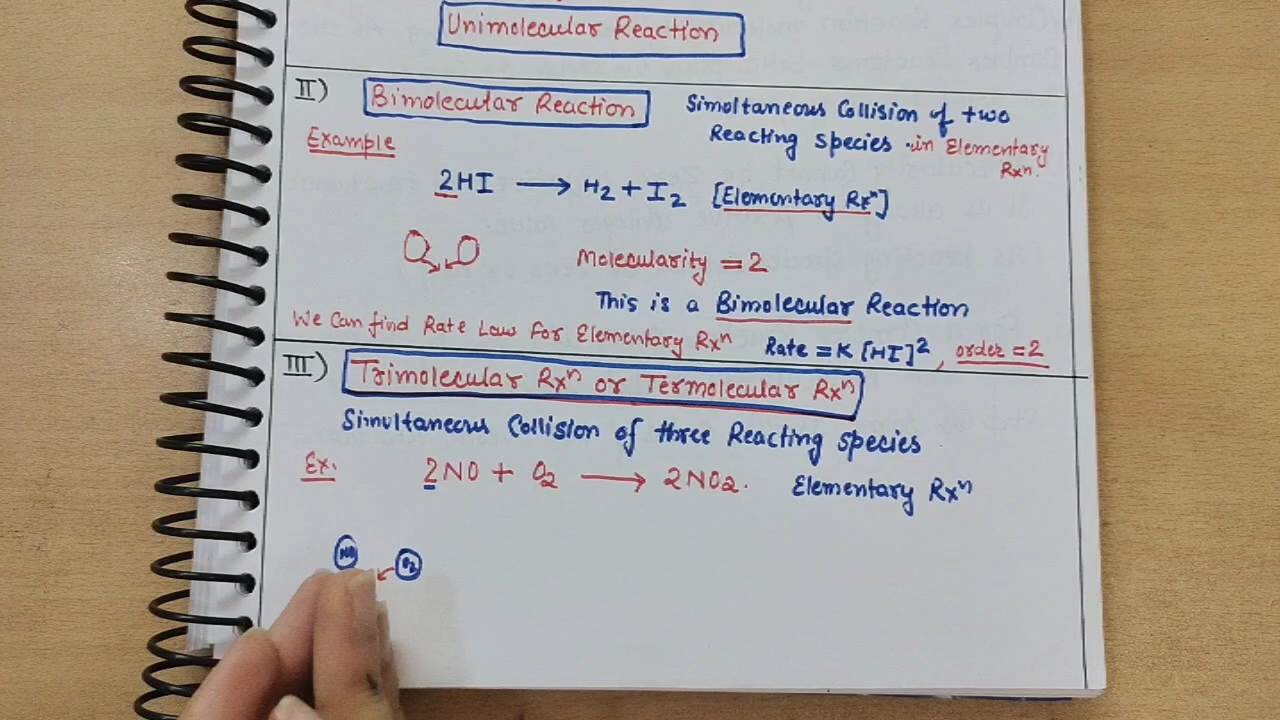 Unimolecular Reaction
II) Bimolecular Reaction
Simultaneous Collision of two
Reacting species in Elementary
Rxn.
Example
2HI ⟶ H2 + I2 [Elementary Rxⁿ]
Molecularity = 2
This is a Bimolecular Reaction
We Can find Rate Law For Elementary Rxⁿ Rate = K [HI]², order = 2
III) Trimolecular Rxⁿ or Termolecular Rxⁿ
Simultaneous Collision of three Reacting species
Ex. 2NO + O2 ⟶ 2NO2. Elementary Rxⁿ
NO O2